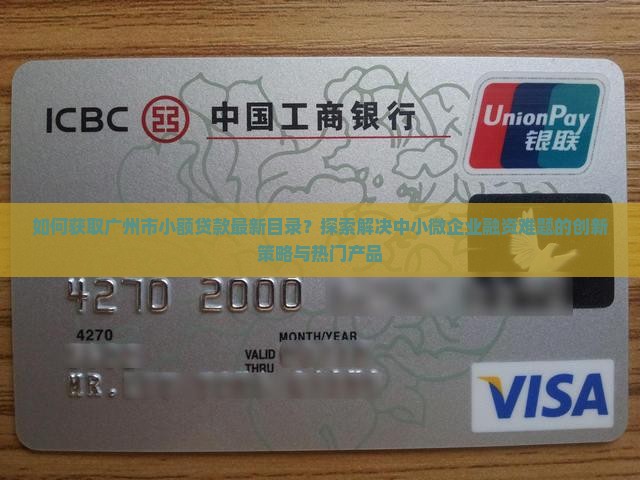 ICBC 中国工商银行
UnionPay
银联
如何获取广州市小额贷款最新目录？探索解决中小微企业融资难题的创新
策略与热门产品
4270 2000
4270
MONTH/YEAR
VALID
THRU
MR.
VISA